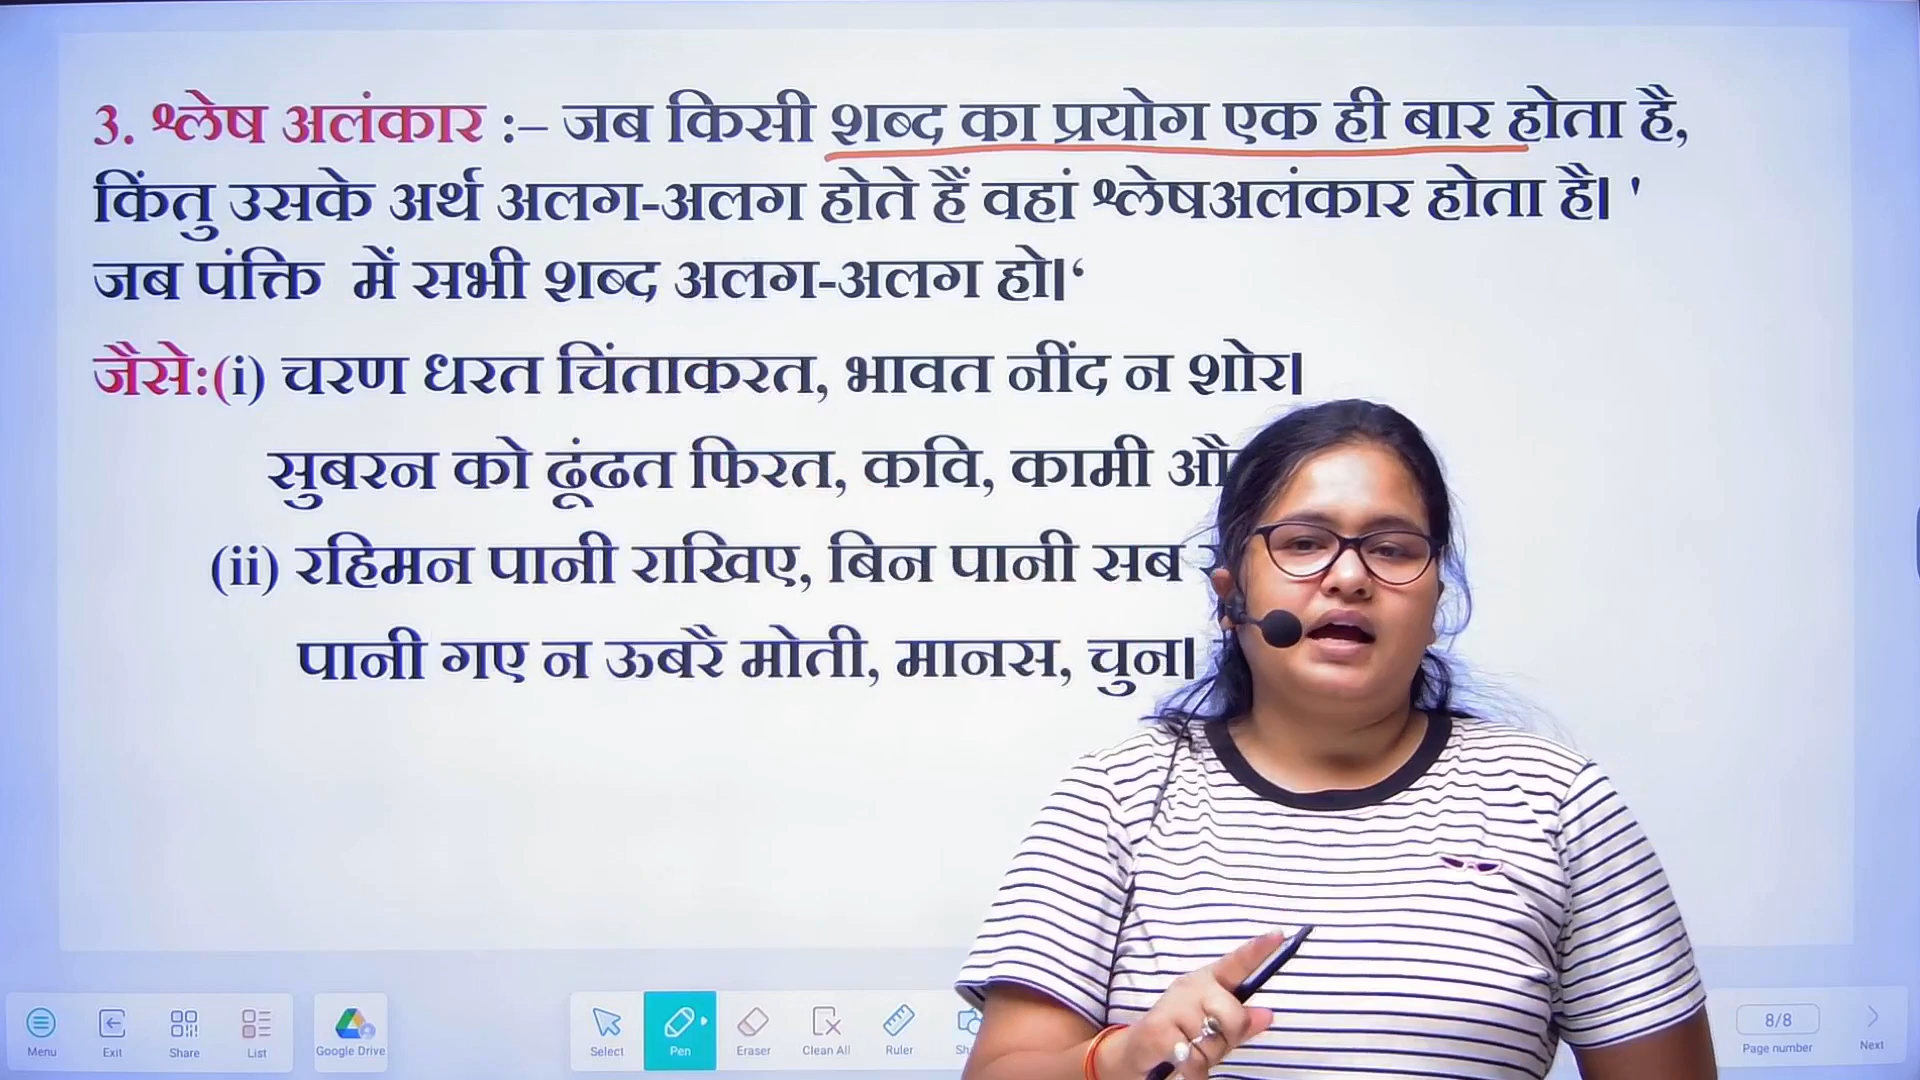 3. श्लेष अलंकार :– जब किसी शब्द का प्रयोग एक ही बार होता है,
किंतु उसके अर्थ अलग-अलग होते हैं वहां श्लेषअलंकार होता है। '
जब पंक्ति में सभी शब्द अलग-अलग हो।‘
जैसे:(i) चरण धरत चिंताकरत, भावत नींद न शोर।
सुबरन को ढूंढत फिरत, कवि, कामी
(ii) रहिमन पानी राखिए, बिन पानी सब
पानी गए न ऊबरै मोती, मानस, चुन।
Menu Exit Share List Google Drive Select Pen Eraser Clean All Ruler
8/8
Page number Next